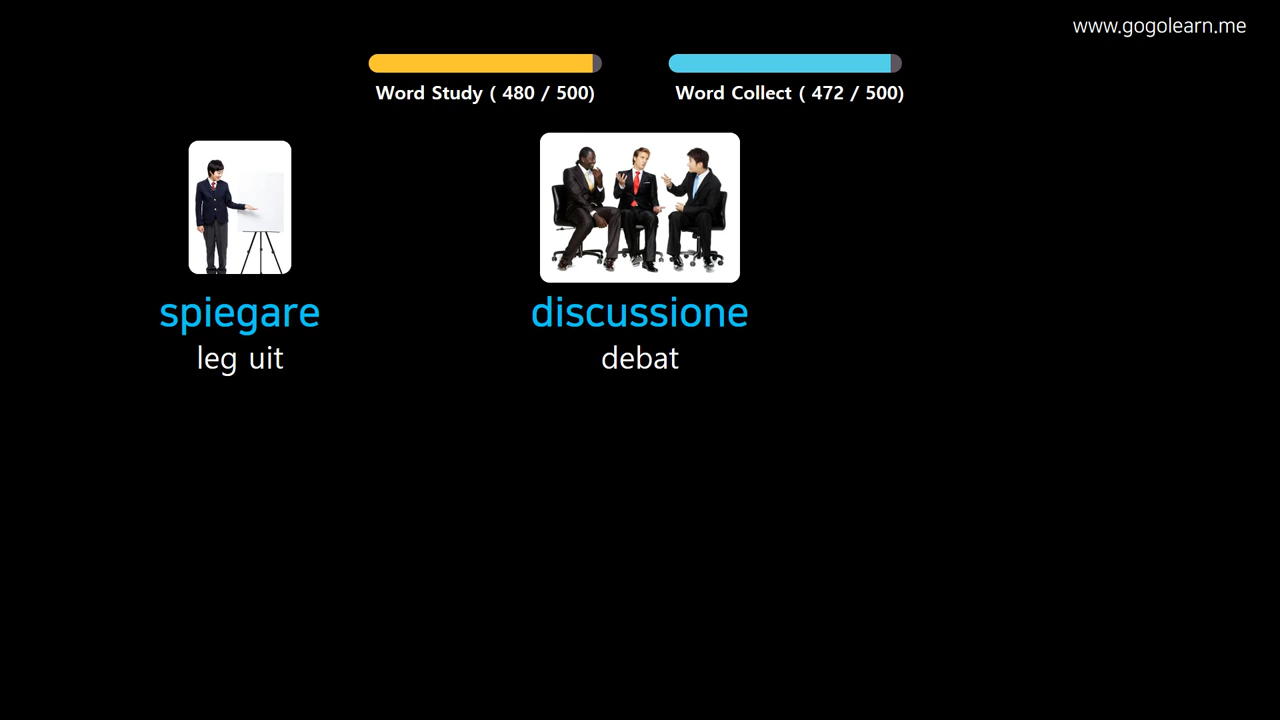 www.gogolearn.me
Word Study ( 480 / 500)
Word Collect ( 472 / 500)
spiegare
leg uit
discussione
debat